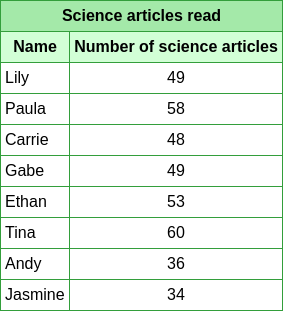 Science articles read
Name Number of science articles
Lily 49
Paula 58
Carrie 48
Gabe 49
Ethan 53
Tina 60
Andy 36
Jasmine 34